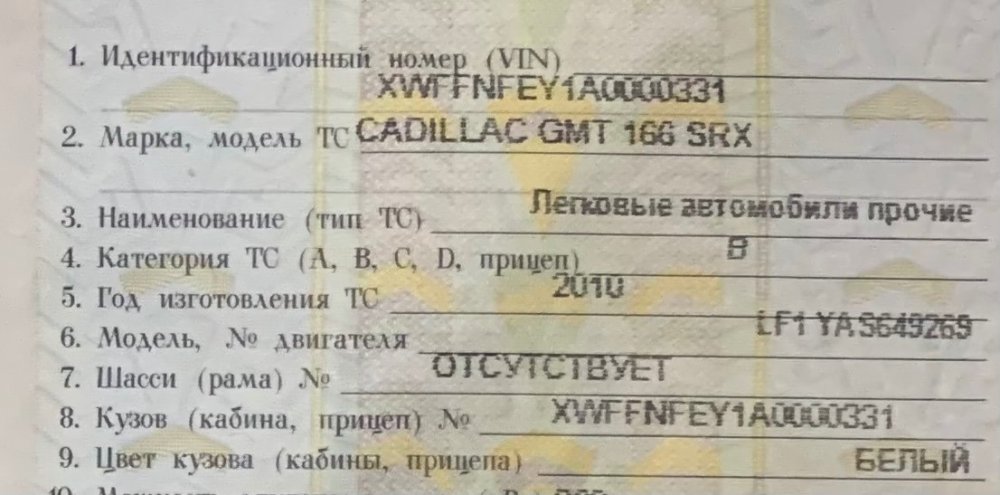 1. Идентификационный номер (VIN)
XWFFNFEY1A0000331
2. Марка, модель ТС CADILLAC GMT 166 SRX
3. Наименование (тип ТС) Легковые автомобили прочие
4. Категория ТС (A, B, C, D, прицеп) B
5. Год изготовления ТС 2010
6. Модель, № двигателя LF1 YAS649269
7. Шасси (рама) № ОТСУТСТВУЕТ
8. Кузов (кабина, прицеп) № XWFFNFEY1A0000331
9. Цвет кузова (кабины, прицепа) БЕЛЫЙ